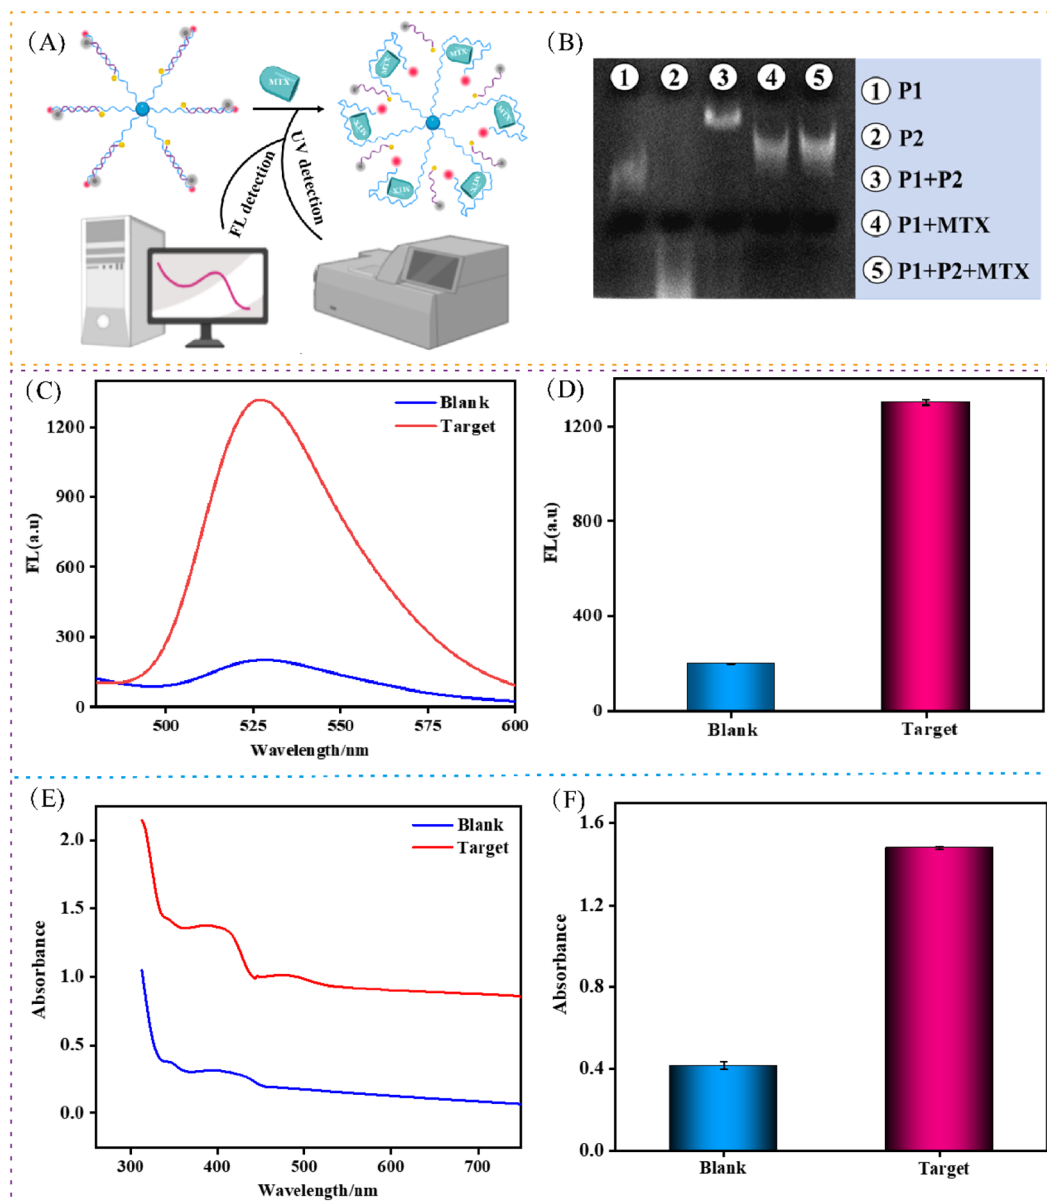 (A)
MTX
MTX
MTX
MTX
MTX
MTX
MTX
FL detection
UV detection
(B)
1 2 3 4 5
1 P1
2 P2
3 P1+P2
4 P1+MTX
5 P1+P2+MTX
(C)
Blank
Target
1200
900
600
300
0
FL(a.u)
500 525 550 575 600
Wavelength/nm
(D)
1200
800
400
0
FL(a.u)
Blank Target
(E)
Blank
Target
2.0
1.5
1.0
0.5
0.0
Absorbance
300 400 500 600 700
Wavelength/nm
(F)
1.6
1.2
0.8
0.4
0.0
Absorbance
Blank Target